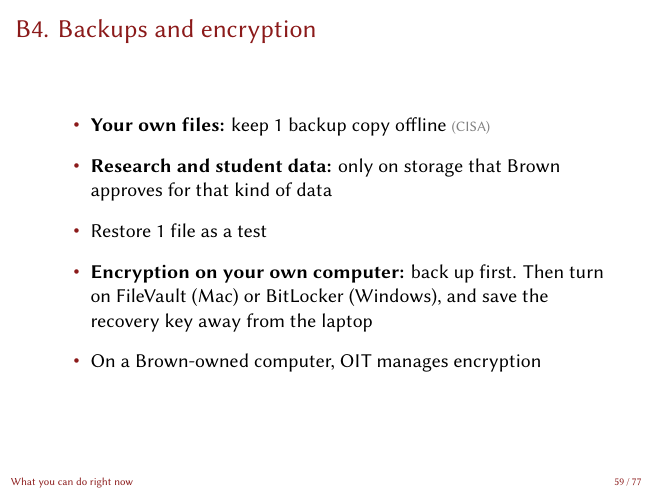 B4. Backups and encryption
• Your own files: keep 1 backup copy offline (CISA)
• Research and student data: only on storage that Brown
approves for that kind of data
• Restore 1 file as a test
• Encryption on your own computer: back up first. Then turn
on FileVault (Mac) or BitLocker (Windows), and save the
recovery key away from the laptop
• On a Brown-owned computer, OIT manages encryption
What you can do right now
59 / 77